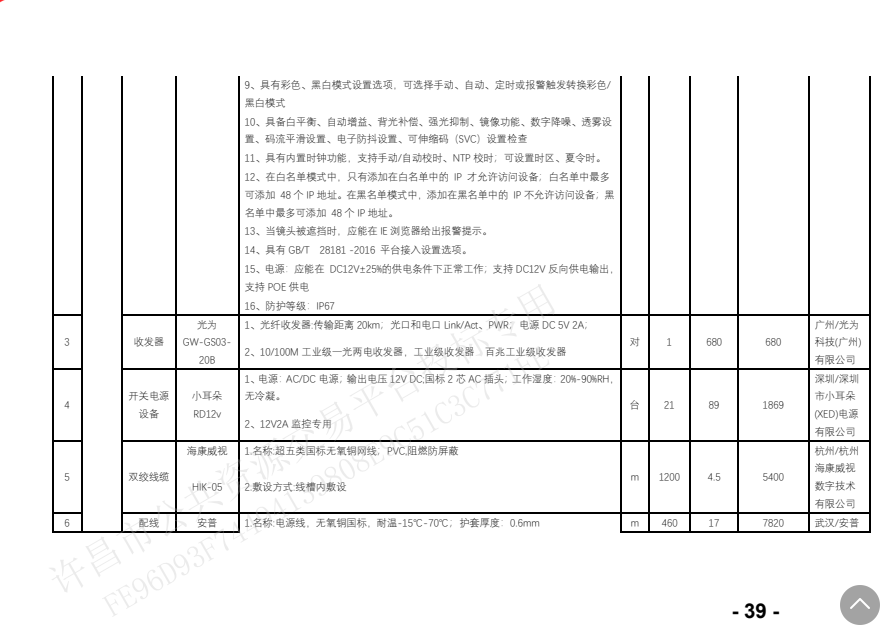 9、具有彩色、黑白模式设置选项，可选择手动、自动、定时或报警触发转换彩色/
黑白模式
10、具备白平衡、自动增益、背光补偿、强光抑制、镜像功能、数字降噪、透雾设
置、码流平滑设置、电子防抖设置、可伸缩码（SVC）设置检查
11、具有内置时钟功能，支持手动/自动校时、NTP 校时；可设置时区、夏令时。
12、在白名单模式中，只有添加在白名单中的 IP 才允许访问设备；白名单中最多
可添加 48 个 IP 地址。在黑名单模式中，添加在黑名单中的 IP 不允许访问设备；黑
名单中最多可添加 48 个 IP 地址。
13、当镜头被遮挡时，应能在 IE 浏览器给出报警提示。
14、具有 GB/T 28181 -2016 平台接入设置选项。
15、电源：应能在 DC12V±25%的供电条件下正常工作；支持 DC12V 反向供电输出，
支持 POE 供电
16、防护等级：IP67
3
收发器
光为
GW-GS03-
20B
1、光纤收发器:传输距离 20km；光口和电口 Link/Act、PWR；电源 DC 5V 2A；
2、10/100M 工业级一光两电收发器，工业级收发器，百兆工业级收发器
对
1
680
680
广州/光为
科技(广州)
有限公司
4
开关电源
设备
小耳朵
RD12v
1、电源：AC/DC 电源；输出电压 12V DC;国标 2 芯 AC 插头；工作湿度：20%-90%RH,
无冷凝。
2、12V2A 监控专用
台
21
89
1869
深圳/深圳
市小耳朵
(XED)电源
有限公司
5
双绞线缆
海康威视
HIK-05
1.名称:超五类国标无氧铜网线；PVC,阻燃防屏蔽
2.敷设方式:线槽内敷设
m
1200
4.5
5400
杭州/杭州
海康威视
数字技术
有限公司
6
配线
安普
1.名称:电源线，无氧铜国标，耐温-15℃-70℃；护套厚度：0.6mm
m
460
17
7820
武汉/安普
- 39 -